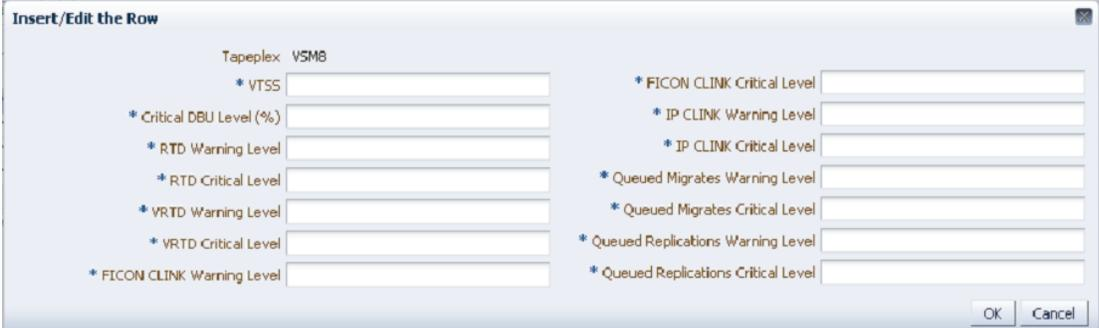 Insert/Edit the Row
Tapeplex VSM8
* VTSS
* Critical DBU Level (%)
* RTD Warning Level
* RTD Critical Level
* VRTD Warning Level
* VRTD Critical Level
* FICON CLINK Warning Level
* FICON CLINK Critical Level
* IP CLINK Warning Level
* IP CLINK Critical Level
* Queued Migrates Warning Level
* Queued Migrates Critical Level
* Queued Replications Warning Level
* Queued Replications Critical Level
OK Cancel